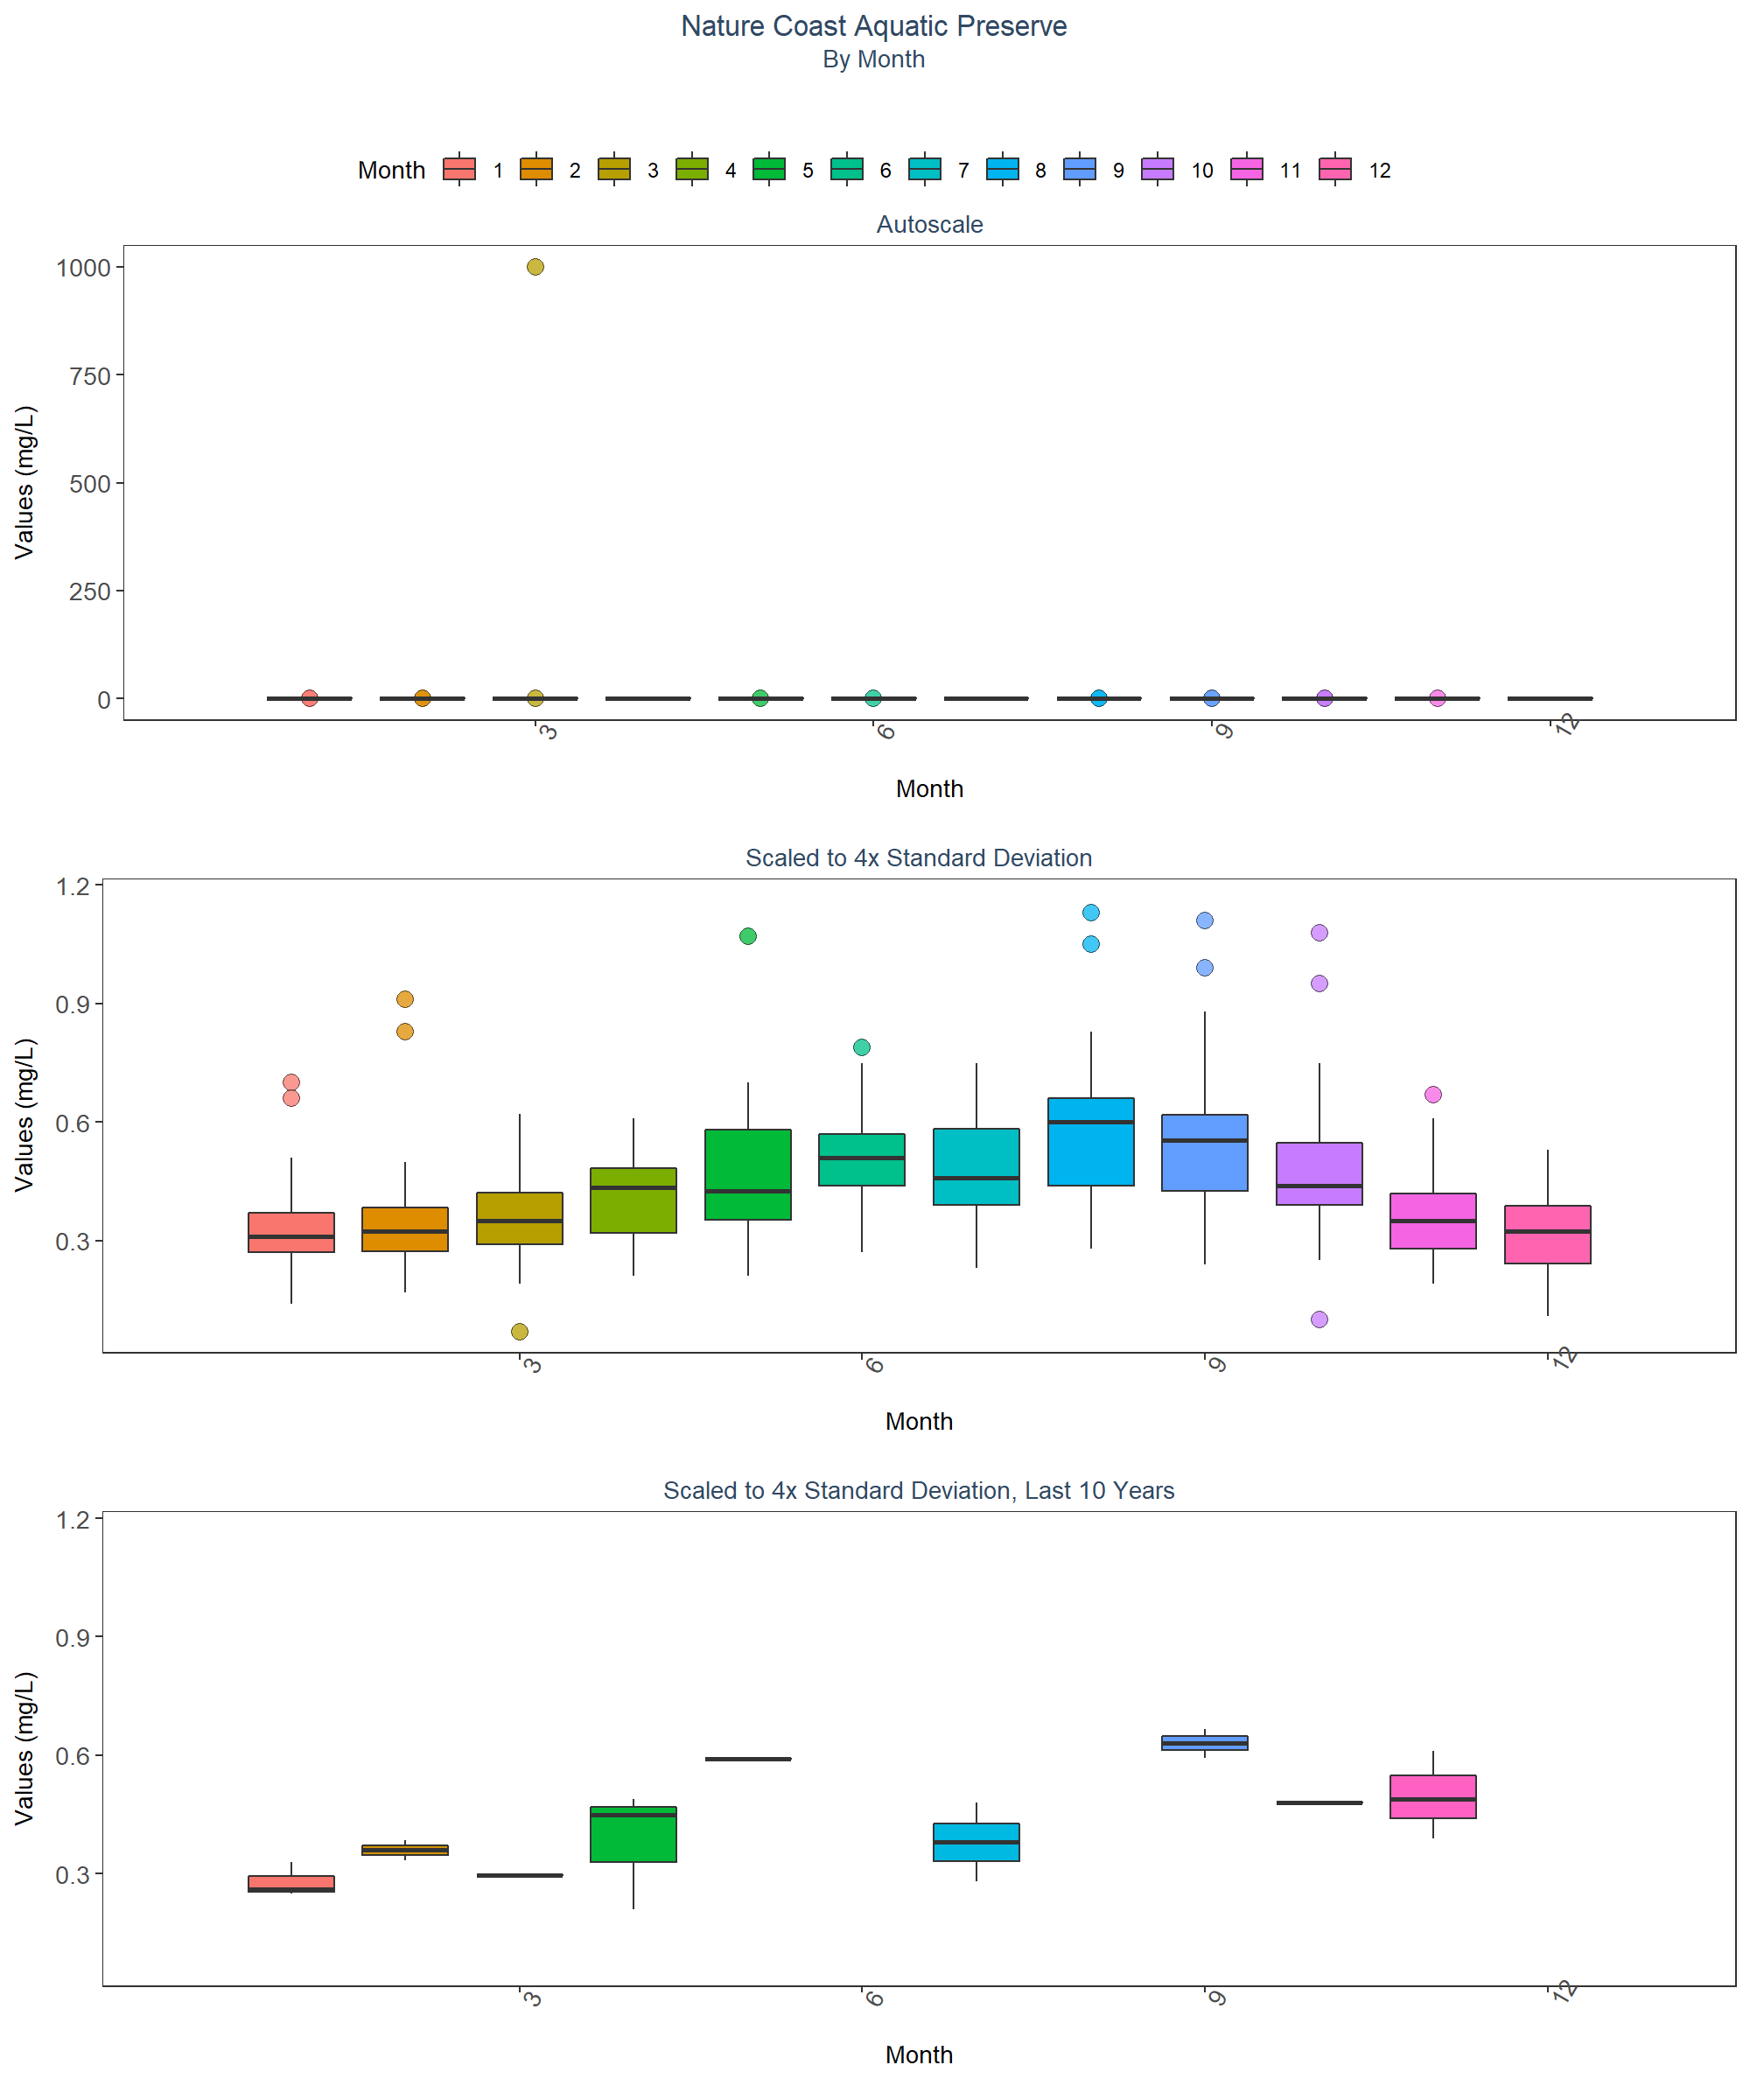 Nature Coast Aquatic Preserve
By Month
Month 1 2 3 4 5 6 7 8 9 10 11 12
Autoscale
Values (mg/L)
1000
750
500
250
0
3 6 9 12
Month
Scaled to 4x Standard Deviation
Values (mg/L)
1.2
0.9
0.6
0.3
3 6 9 12
Month
Scaled to 4x Standard Deviation, Last 10 Years
Values (mg/L)
1.2
0.9
0.6
0.3
3 6 9 12
Month